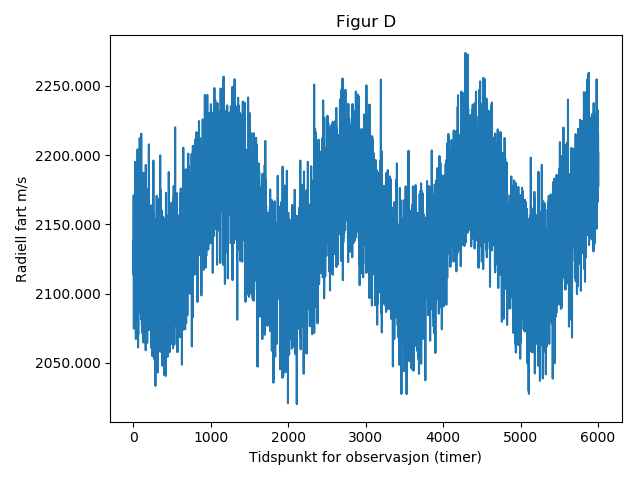 Figur D
2250.000
2200.000
2150.000
2100.000
2050.000
Radiell fart m/s
0 1000 2000 3000 4000 5000 6000
Tidspunkt for observasjon (timer)